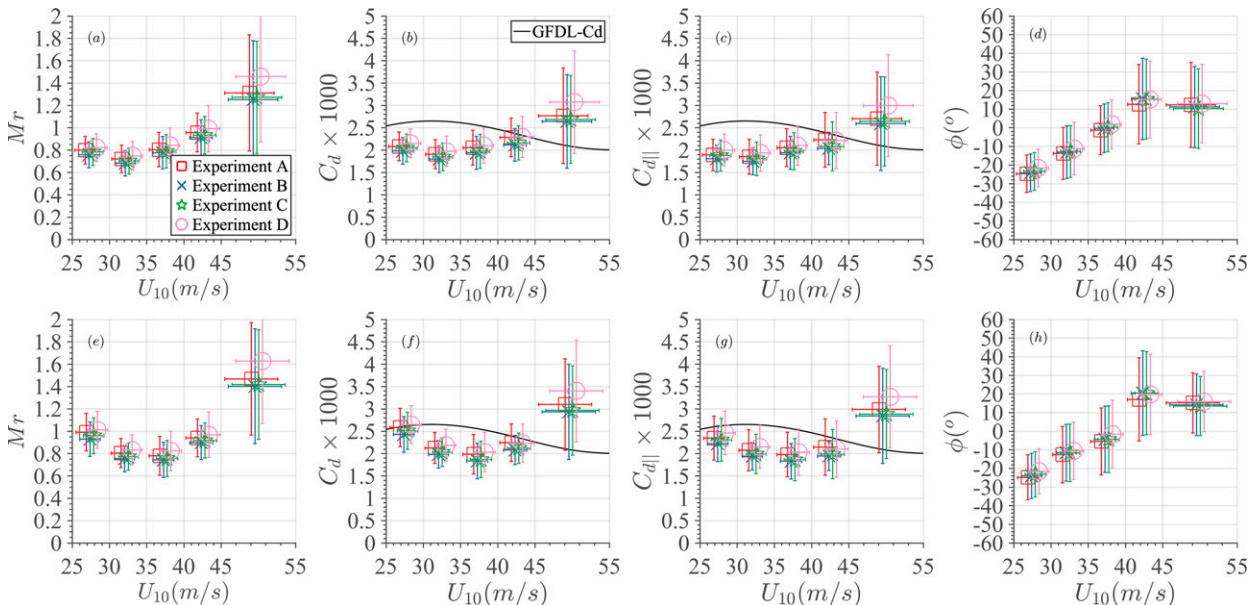 (a)
Mr
2
1.8
1.6
1.4
1.2
1
0.8
0.6
0.4
0.2
0
25 30 35 40 45 50 55
U10(m/s)
Experiment A
Experiment B
Experiment C
Experiment D
(b)
GFDL-Cd
Cd × 1000
5
4.5
4
3.5
3
2.5
2
1.5
1
0.5
0
25 30 35 40 45 50 55
U10(m/s)
(c)
Cd|| × 1000
5
4.5
4
3.5
3
2.5
2
1.5
1
0.5
0
25 30 35 40 45 50 55
U10(m/s)
(d)
ϕ(°)
60
50
40
30
20
10
0
-10
-20
-30
-40
-50
-60
25 30 35 40 45 50 55
U10(m/s)
(e)
Mr
2
1.8
1.6
1.4
1.2
1
0.8
0.6
0.4
0.2
0
25 30 35 40 45 50 55
U10(m/s)
(f)
Cd × 1000
5
4.5
4
3.5
3
2.5
2
1.5
1
0.5
0
25 30 35 40 45 50 55
U10(m/s)
(g)
Cd|| × 1000
5
4.5
4
3.5
3
2.5
2
1.5
1
0.5
0
25 30 35 40 45 50 55
U10(m/s)
(h)
ϕ(°)
60
50
40
30
20
10
0
-10
-20
-30
-40
-50
-60
25 30 35 40 45 50 55
U10(m/s)